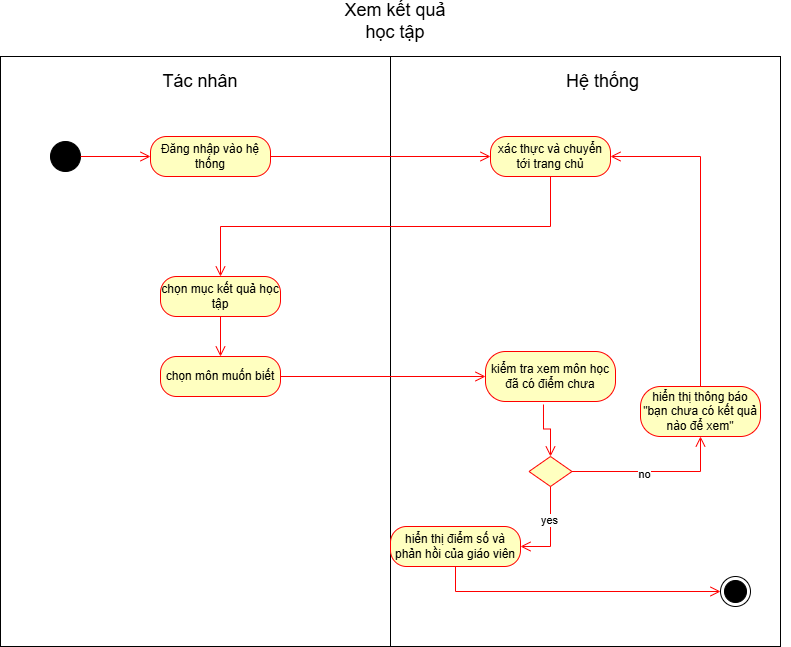 Xem kết quả
học tập
Tác nhân
Hệ thống
Đăng nhập vào hệ
thống
xác thực và chuyển
tới trang chủ
chọn mục kết quả học
tập
chọn môn muốn biết
kiểm tra xem môn học
đã có điểm chưa
hiển thị thông báo
"bạn chưa có kết quả
nào để xem"
no
yes
hiển thị điểm số và
phản hồi của giáo viên